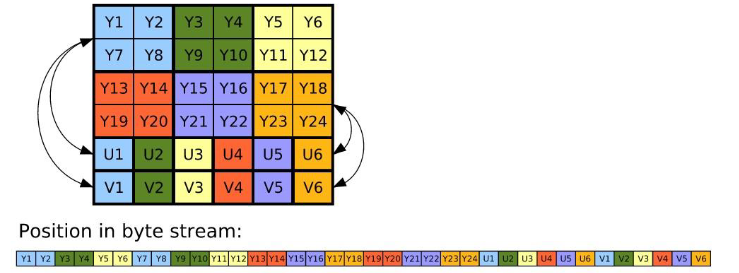 Y1 Y2 Y3 Y4 Y5 Y6
Y7 Y8 Y9 Y10 Y11 Y12
Y13 Y14 Y15 Y16 Y17 Y18
Y19 Y20 Y21 Y22 Y23 Y24
U1 U2 U3 U4 U5 U6
V1 V2 V3 V4 V5 V6
Position in byte stream:
Y1 Y2 Y3 Y4 Y5 Y6 Y7 Y8 Y9 Y10 Y11 Y12 Y13 Y14 Y15 Y16 Y17 Y18 Y19 Y20 Y21 Y22 Y23 Y24 U1 U2 U3 U4 U5 U6 V1 V2 V3 V4 V5 V6